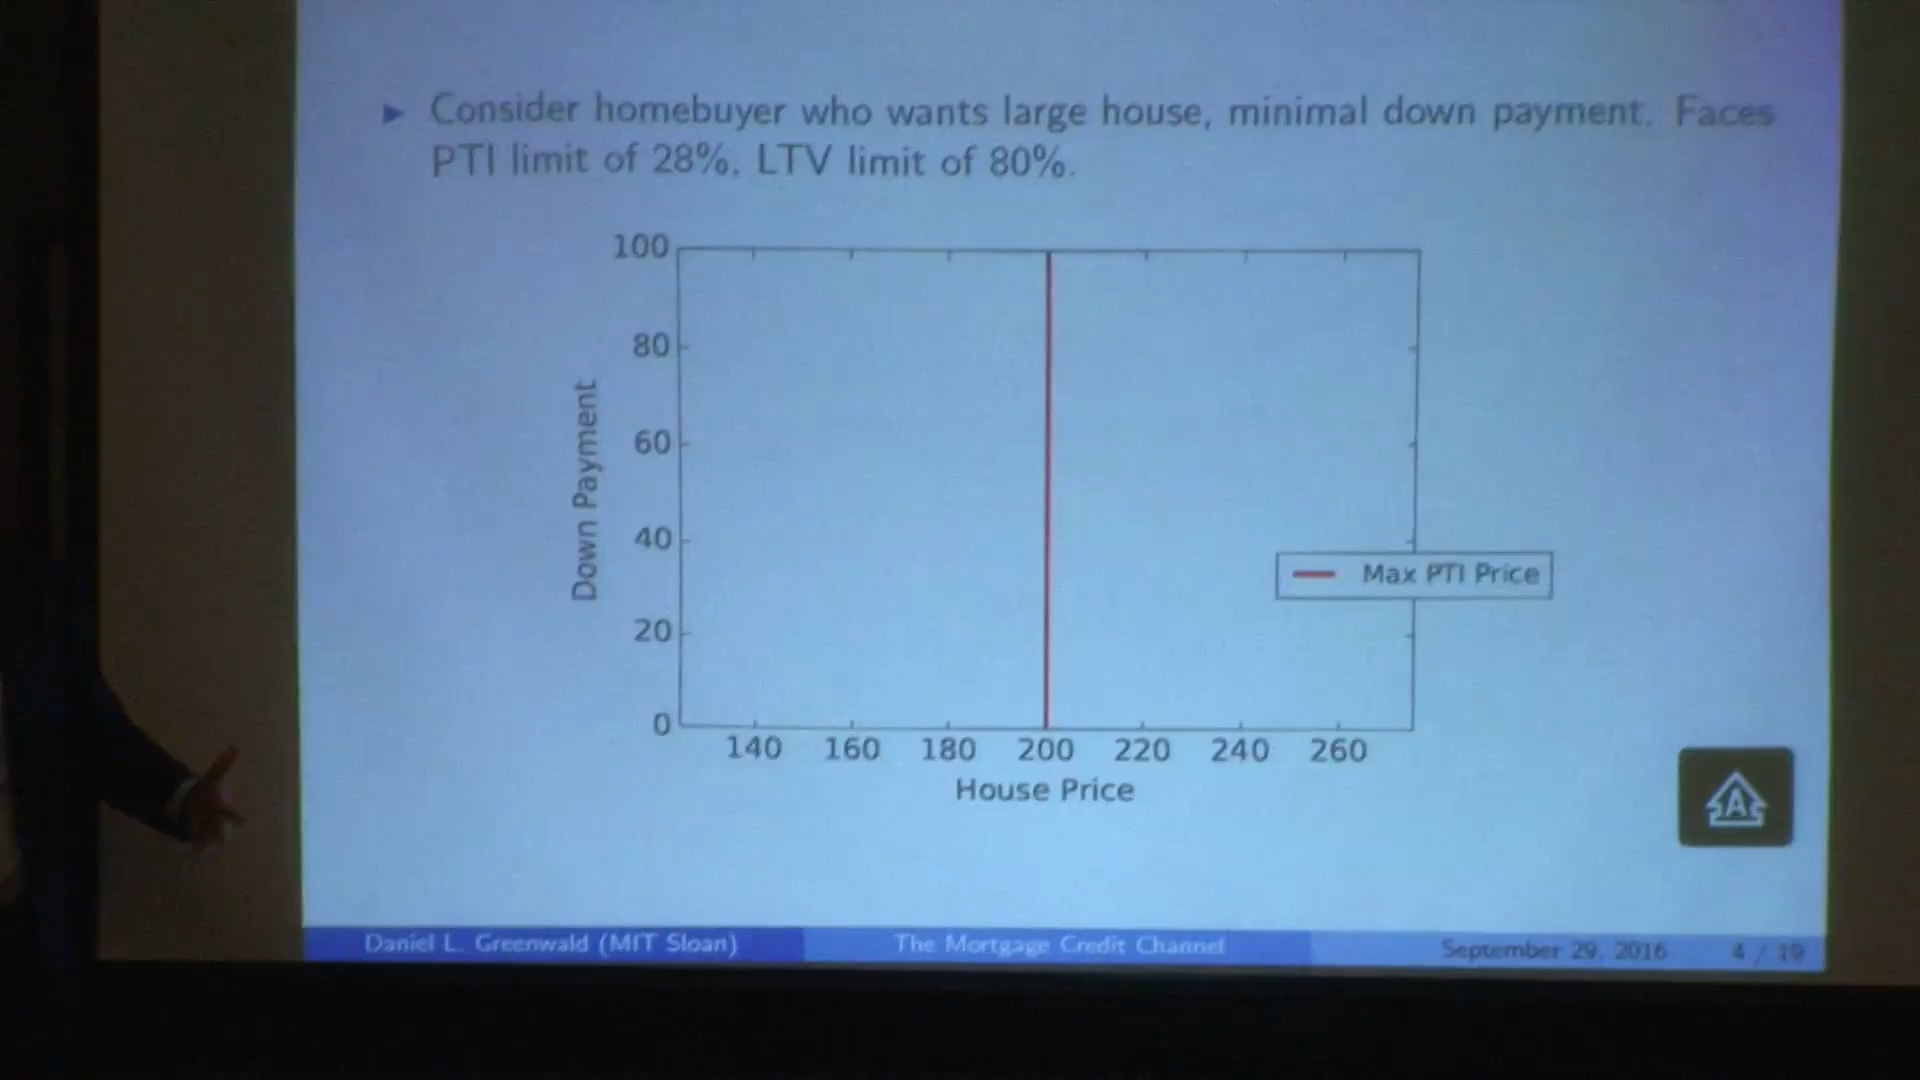 Consider homebuyer who wants large house, minimal down payment. Faces
PTI limit of 28%, LTV limit of 80%.
100
80
60
40
20
0
Down Payment
Max PTI Price
140 160 180 200 220 240 260
House Price
A
Daniel L. Greenwald (MIT Sloan) The Mortgage Credit Channel September 29, 2016 4 / 19